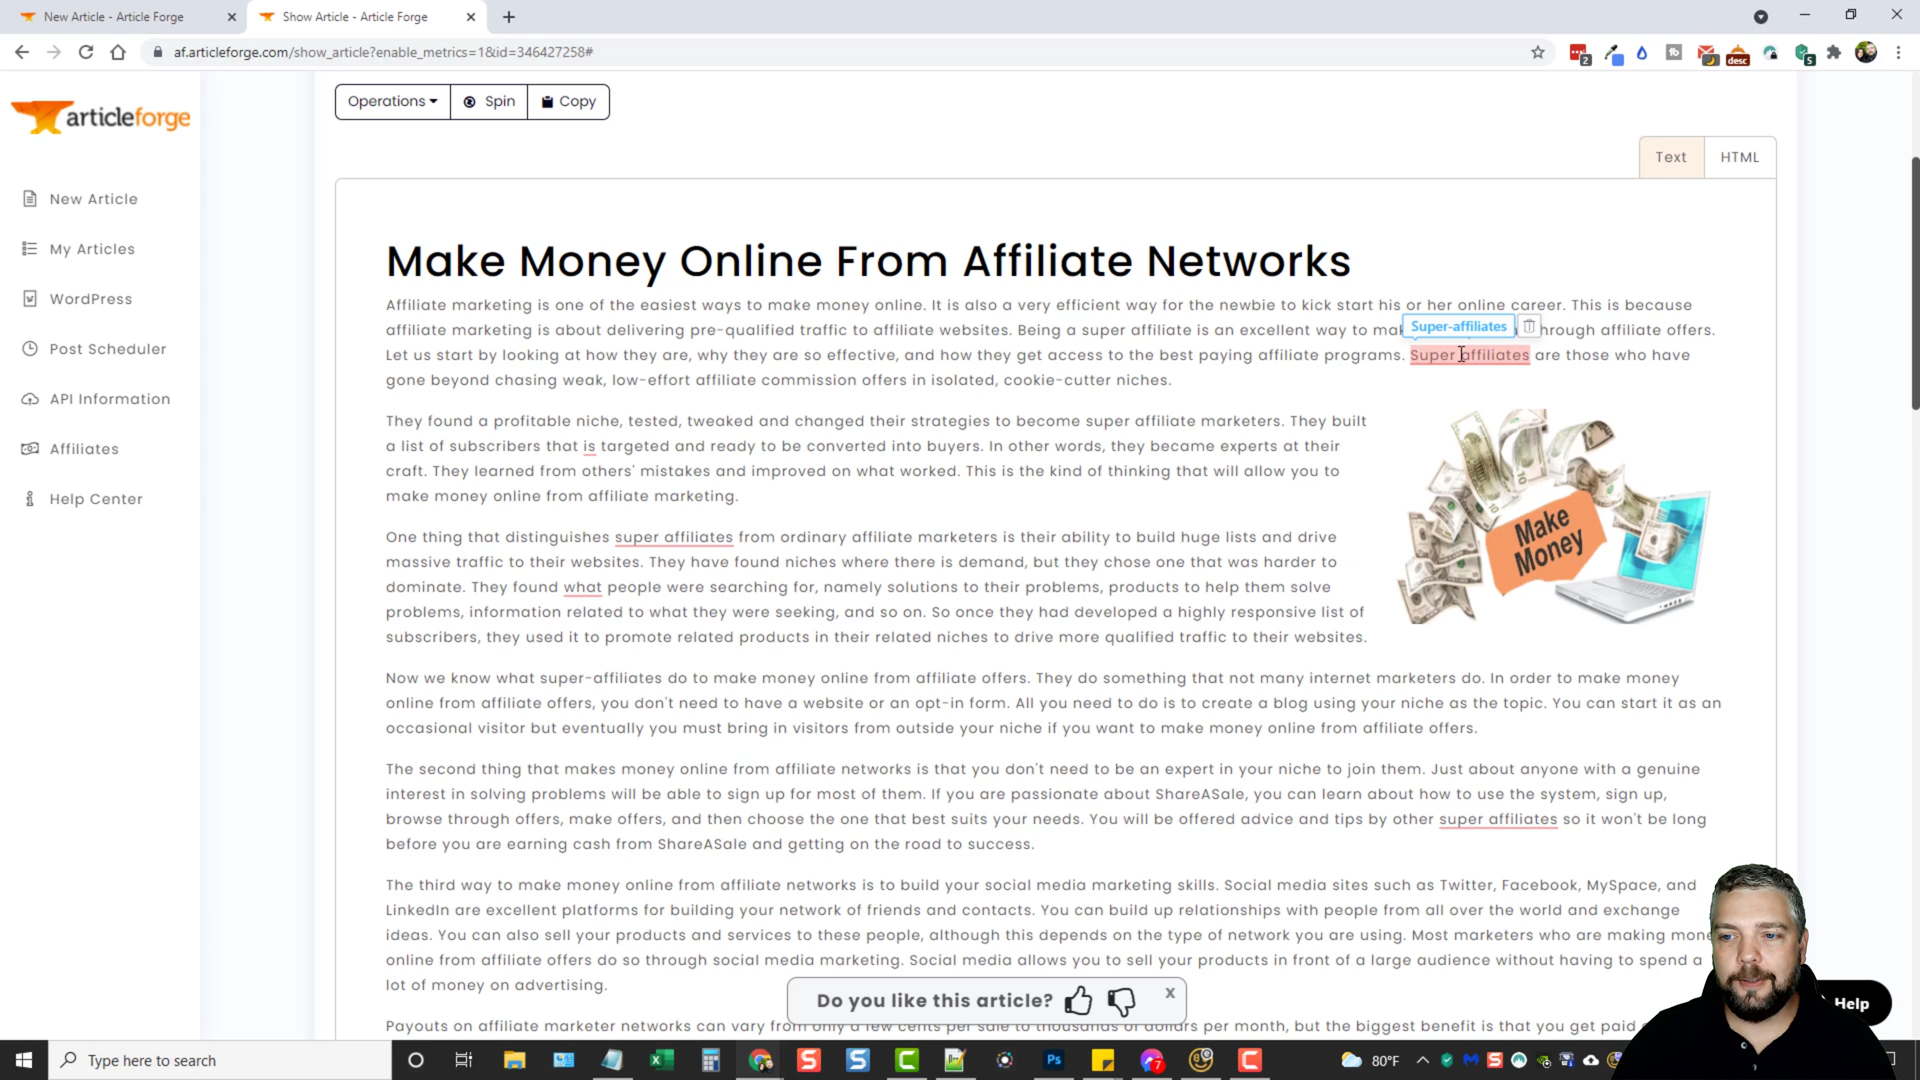 New Article - Article Forge
Show Article - Article Forge
af.articleforge.com/show_article?enable_metrics=1&id=346427258#
2
desc
5
articleforge
New Article
My Articles
WordPress
Post Scheduler
API Information
Affiliates
Help Center
Operations
Spin
Copy
Text
HTML
Make Money Online From Affiliate Networks
Affiliate marketing is one of the easiest ways to make money online. It is also a very efficient way for the newbie to kick start his or her online career. This is because
affiliate marketing is about delivering pre-qualified traffic to affiliate websites. Being a super affiliate is an excellent way to ma through affiliate offers.
Super-affiliates
Let us start by looking at how they are, why they are so effective, and how they get access to the best paying affiliate programs. Super affiliates are those who have
gone beyond chasing weak, low-effort affiliate commission offers in isolated, cookie-cutter niches.
They found a profitable niche, tested, tweaked and changed their strategies to become super affiliate marketers. They built
a list of subscribers that is targeted and ready to be converted into buyers. In other words, they became experts at their
craft. They learned from others' mistakes and improved on what worked. This is the kind of thinking that will allow you to
make money online from affiliate marketing.
Make
Money
One thing that distinguishes super affiliates from ordinary affiliate marketers is their ability to build huge lists and drive
massive traffic to their websites. They have found niches where there is demand, but they chose one that was harder to
dominate. They found what people were searching for, namely solutions to their problems, products to help them solve
problems, information related to what they were seeking, and so on. So once they had developed a highly responsive list of
subscribers, they used it to promote related products in their related niches to drive more qualified traffic to their websites.
Now we know what super-affiliates do to make money online from affiliate offers. They do something that not many internet marketers do. In order to make money
online from affiliate offers, you don't need to have a website or an opt-in form. All you need to do is to create a blog using your niche as the topic. You can start it as an
occasional visitor but eventually you must bring in visitors from outside your niche if you want to make money online from affiliate offers.
The second thing that makes money online from affiliate networks is that you don't need to be an expert in your niche to join them. Just about anyone with a genuine
interest in solving problems will be able to sign up for most of them. If you are passionate about ShareASale, you can learn about how to use the system, sign up,
browse through offers, make offers, and then choose the one that best suits your needs. You will be offered advice and tips by other super affiliates so it won't be long
before you are earning cash from ShareASale and getting on the road to success.
The third way to make money online from affiliate networks is to build your social media marketing skills. Social media sites such as Twitter, Facebook, MySpace, and
LinkedIn are excellent platforms for building your network of friends and contacts. You can build up relationships with people from all over the world and exchange
ideas. You can also sell your products and services to these people, although this depends on the type of network you are using. Most marketers who are making mone
online from affiliate offers do so through social media marketing. Social media allows you to sell your products in front of a large audience without having to spend a
lot of money on advertising.
Do you like this article?
X
Help
Payouts on affiliate marketer networks can vary from only a few cents per sale to thousands of dollars per month, but the biggest benefit is that you get paid
Type here to search
80°F